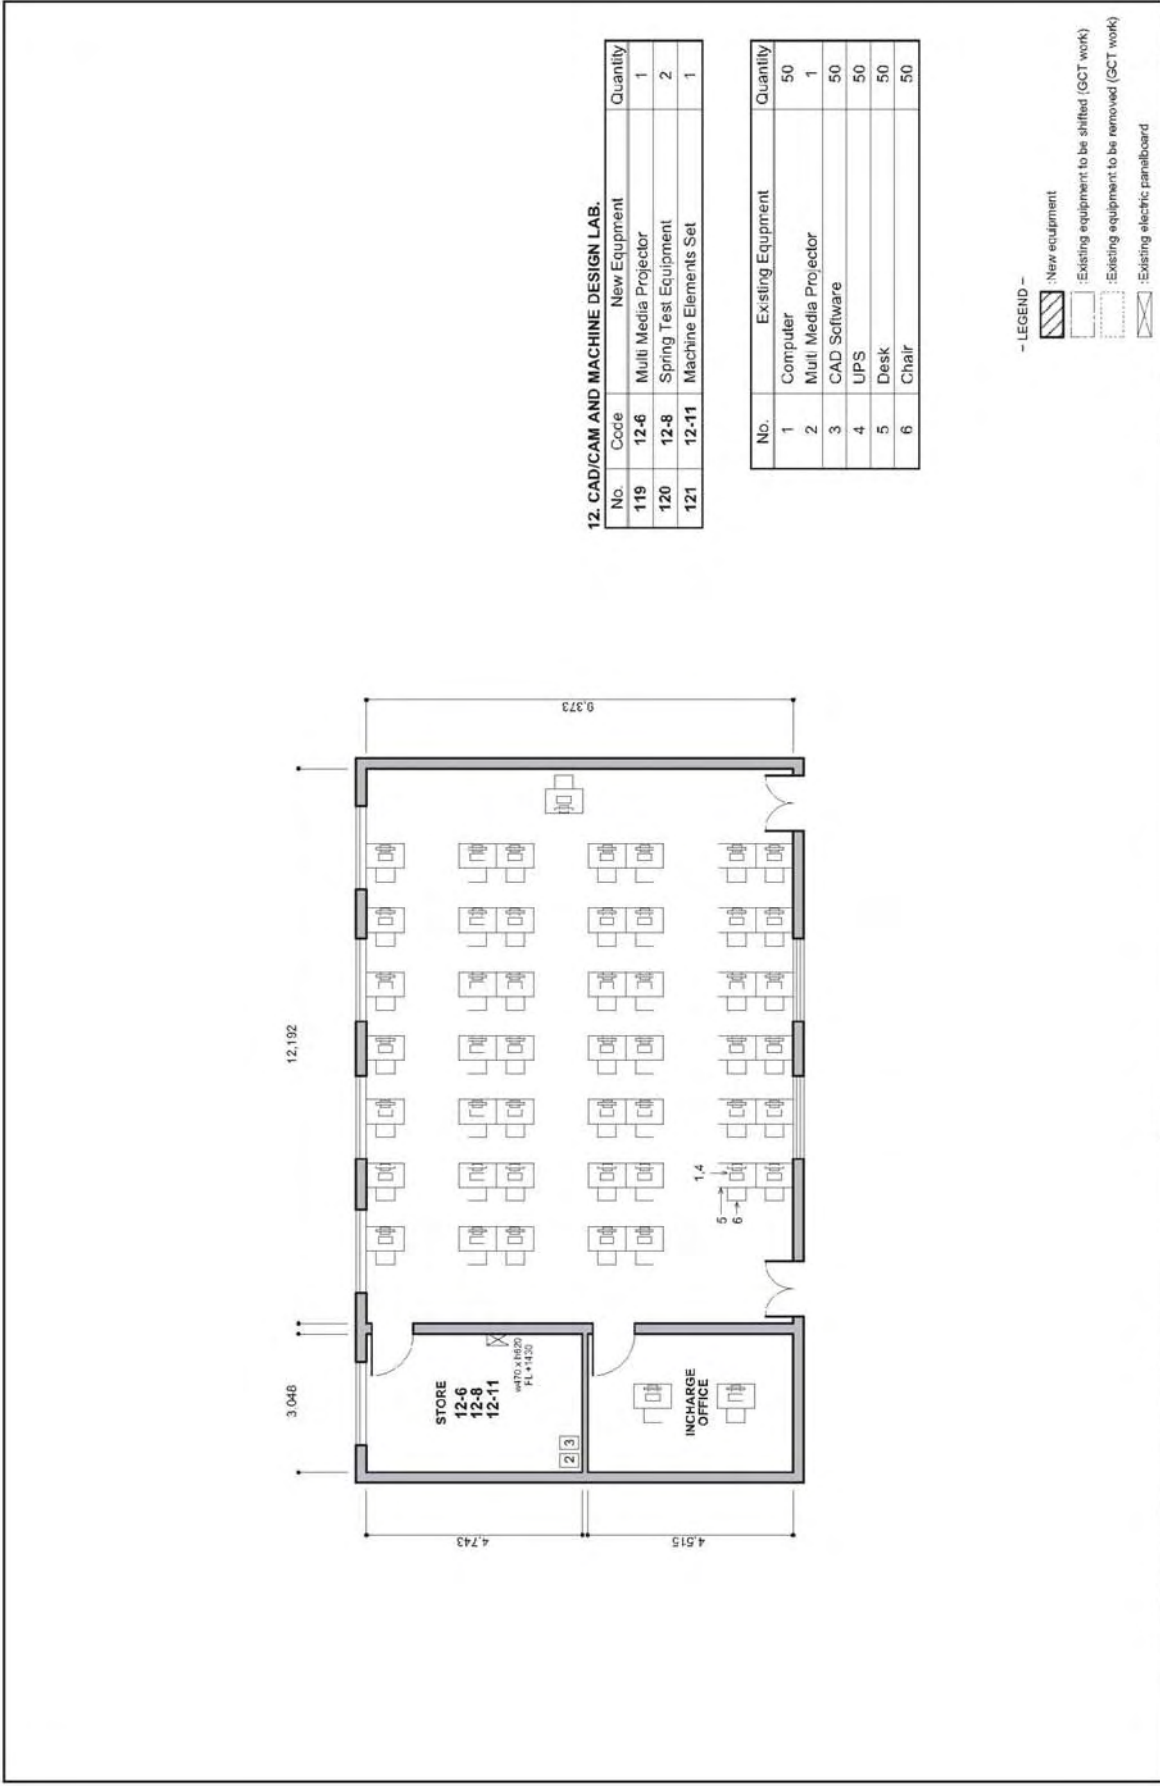 12. CAD/CAM AND MACHINE DESIGN LAB.
No. Code New Equpment Quantity
119 12-6 Multi Media Projector 1
120 12-8 Spring Test Equipment 2
121 12-11 Machine Elements Set 1
No. Existing Equpment Quantity
1 Computer 50
2 Multi Media Projector 1
3 CAD Software 50
4 UPS 50
5 Desk 50
6 Chair 50
– LEGEND –
:New equipment
:Existing equipment to be shifted (GCT work)
:Existing equipment to be removed (GCT work)
:Existing electric panelboard
3.048
12,192
9,373
4,743
4,515
STORE
12-6
12-8
12-11
w470 x h620
FL +1430
2 3
INCHARGE
OFFICE
1,4
5
6